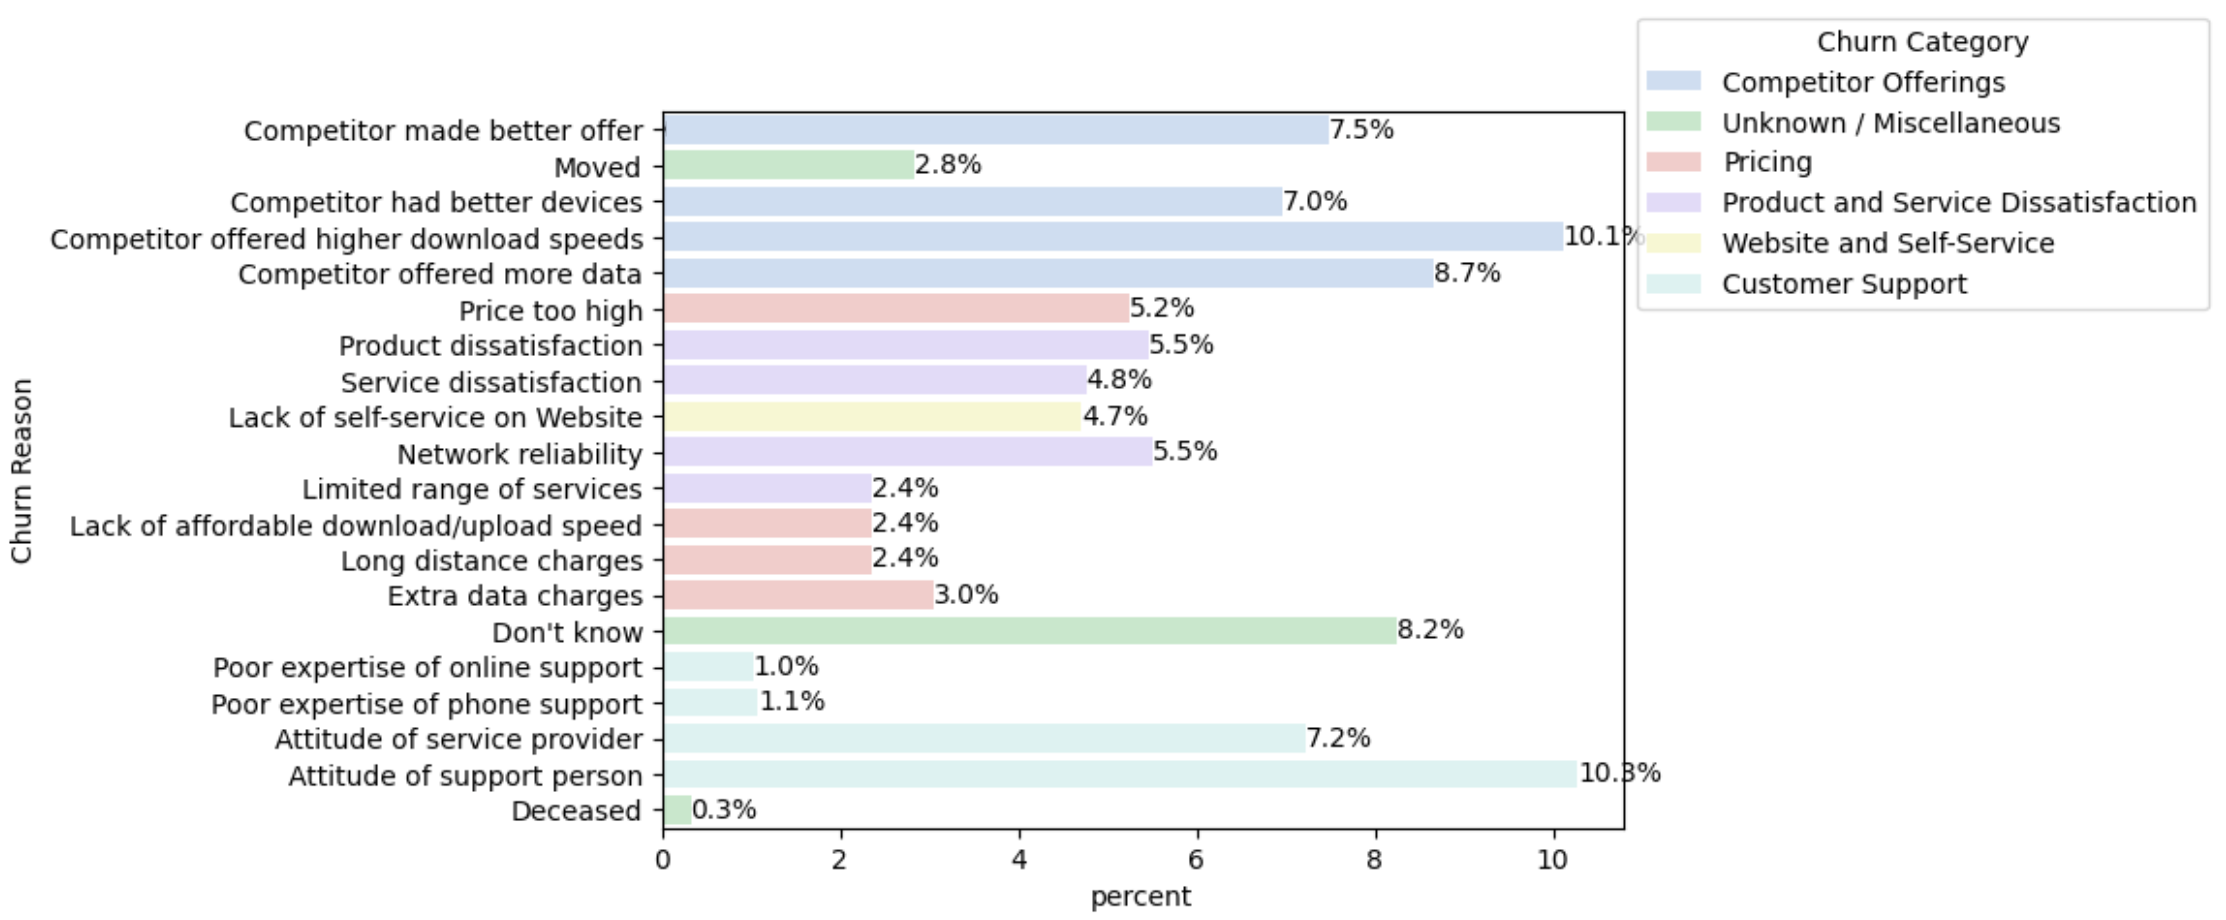 Churn Category
Competitor Offerings
Unknown / Miscellaneous
Pricing
Product and Service Dissatisfaction
Website and Self-Service
Customer Support
Churn Reason
Competitor made better offer 7.5%
Moved 2.8%
Competitor had better devices 7.0%
Competitor offered higher download speeds 10.1%
Competitor offered more data 8.7%
Price too high 5.2%
Product dissatisfaction 5.5%
Service dissatisfaction 4.8%
Lack of self-service on Website 4.7%
Network reliability 5.5%
Limited range of services 2.4%
Lack of affordable download/upload speed 2.4%
Long distance charges 2.4%
Extra data charges 3.0%
Don't know 8.2%
Poor expertise of online support 1.0%
Poor expertise of phone support 1.1%
Attitude of service provider 7.2%
Attitude of support person 10.3%
Deceased 0.3%
0 2 4 6 8 10
percent